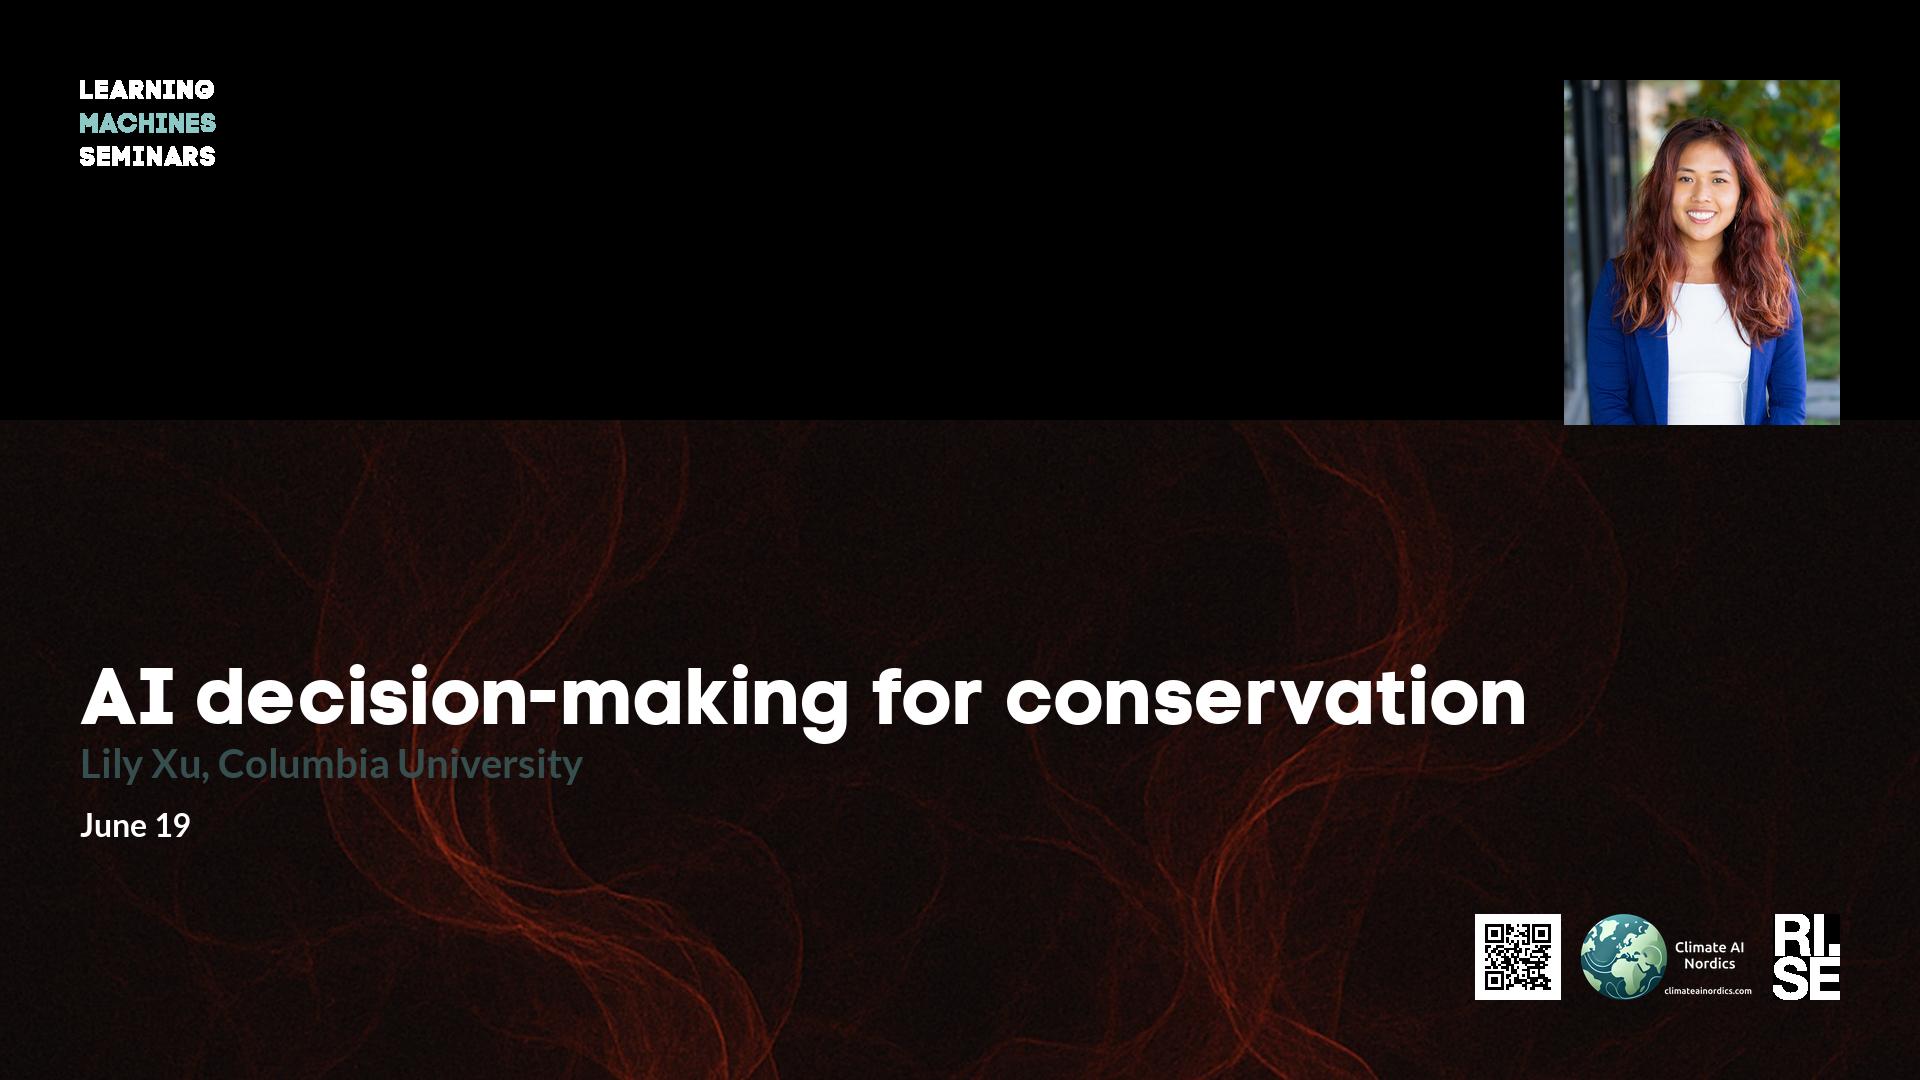 LEARNING
MACHINES
SEMINARS
AI decision-making for conservation
Lily Xu, Columbia University
June 19
Climate AI
Nordics
climateainordics.com
RI.
SE